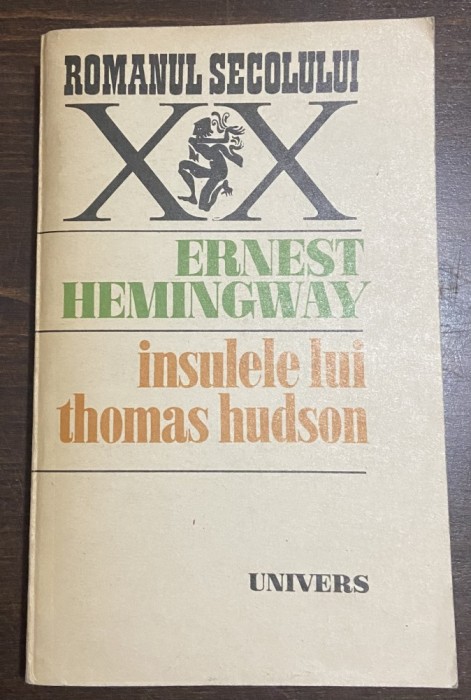 ROMANUL SECOLULUI
XX
ERNEST
HEMINGWAY
insulele lui
thomas hudson
UNIVERS